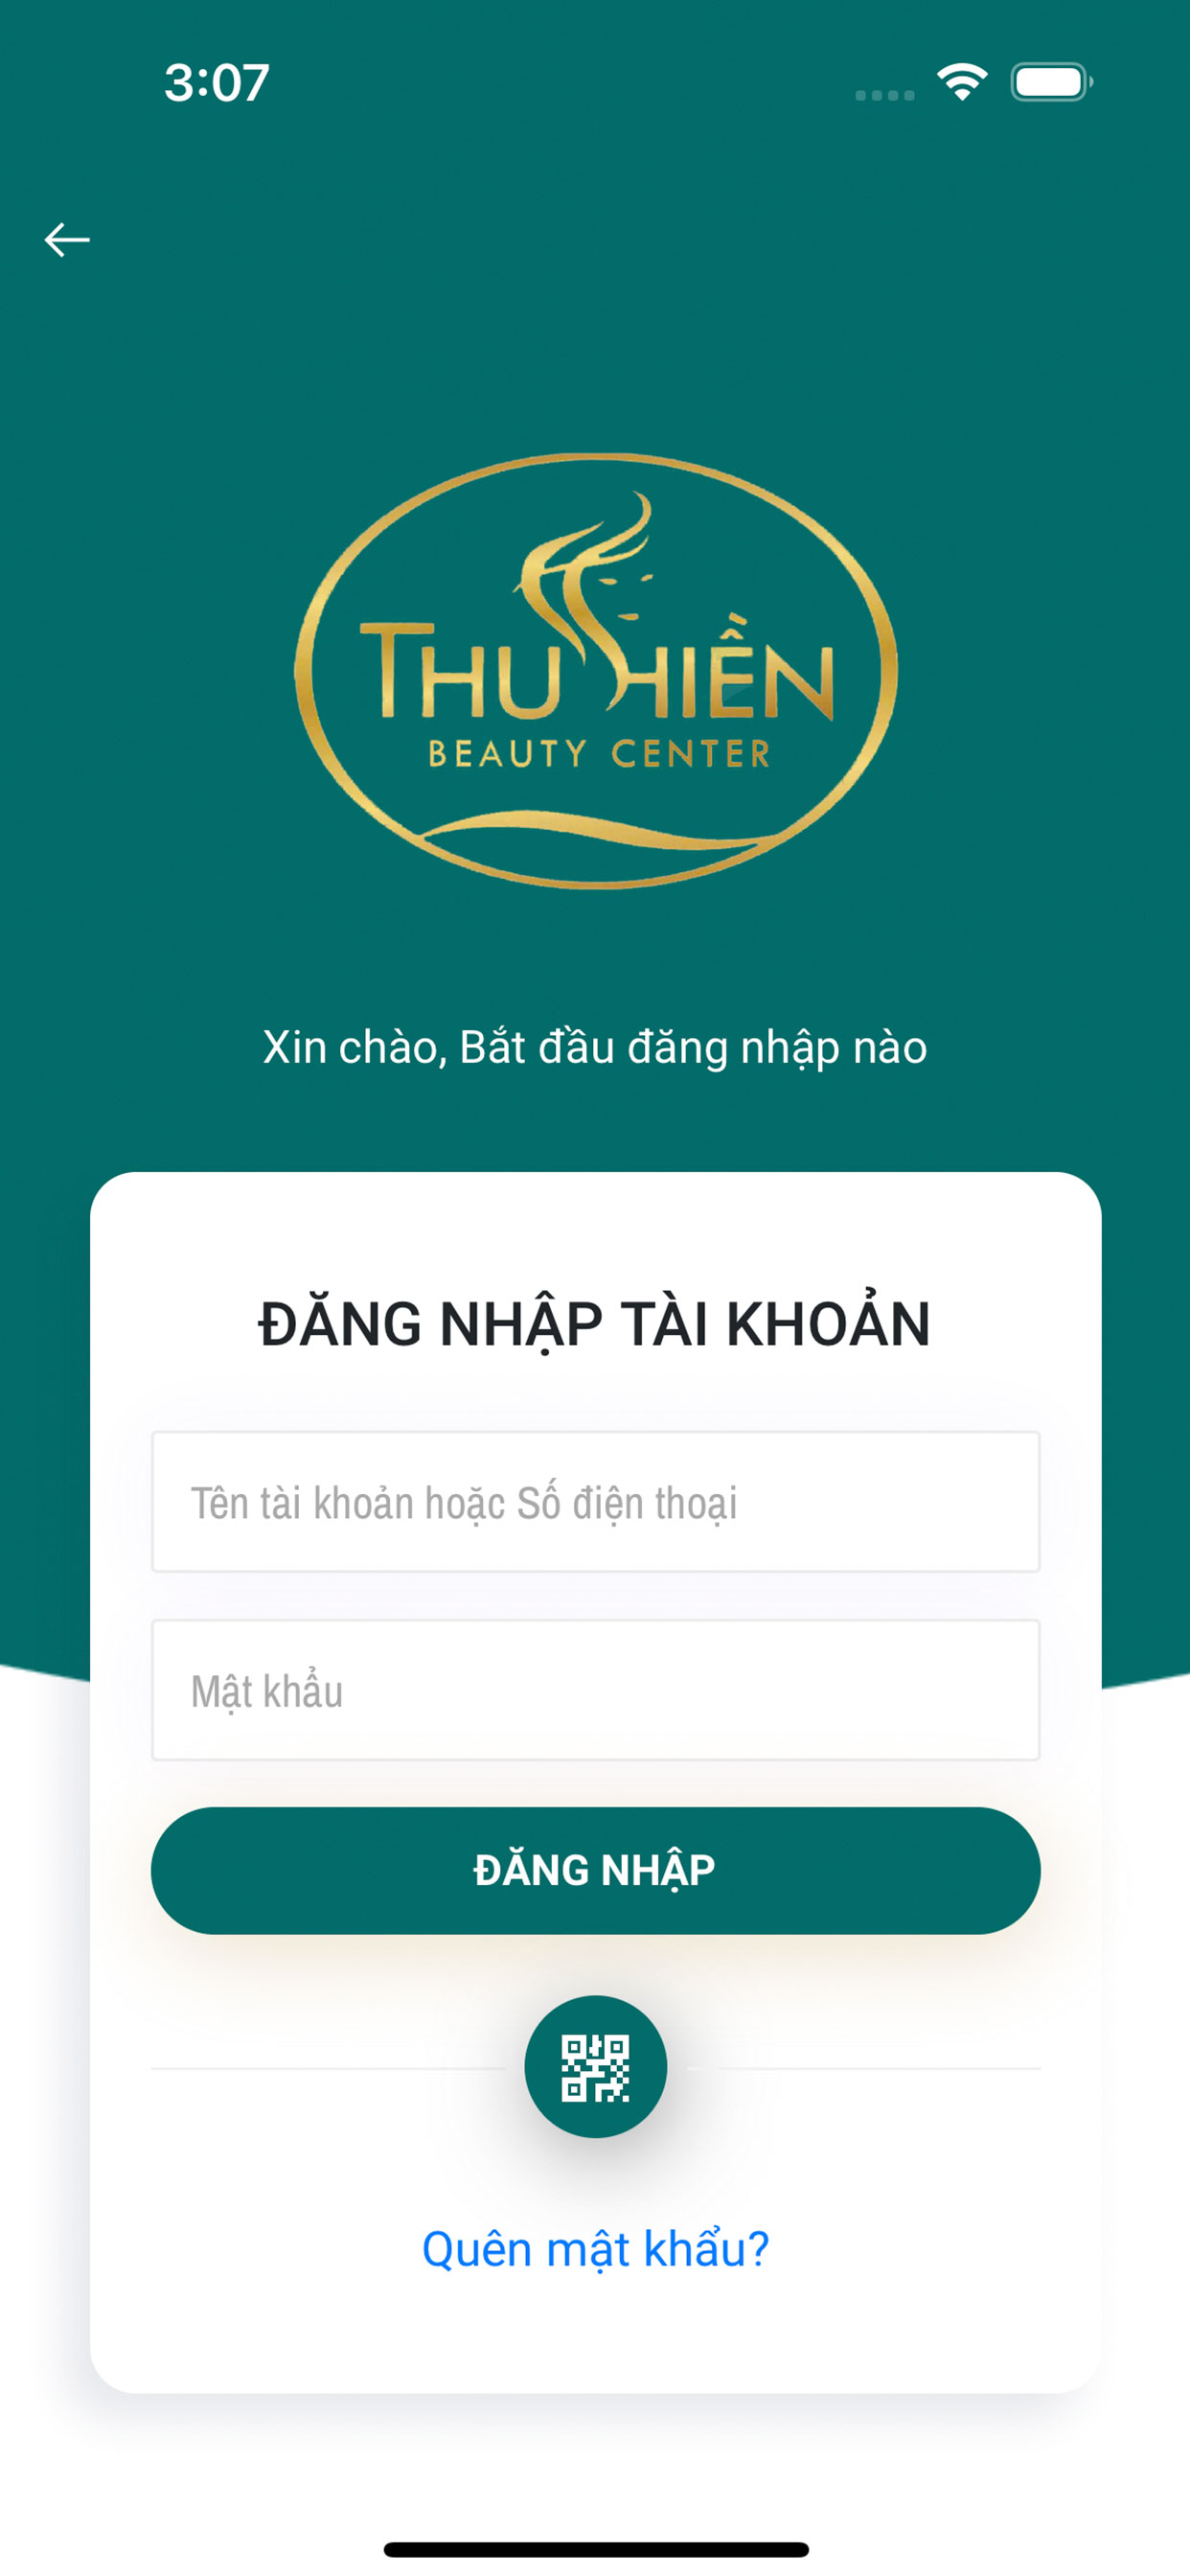 3:07
THU HIỀN
BEAUTY CENTER
Xin chào, Bắt đầu đăng nhập nào
ĐĂNG NHẬP TÀI KHOẢN
Tên tài khoản hoặc Số điện thoại
Mật khẩu
ĐĂNG NHẬP
Quên mật khẩu?